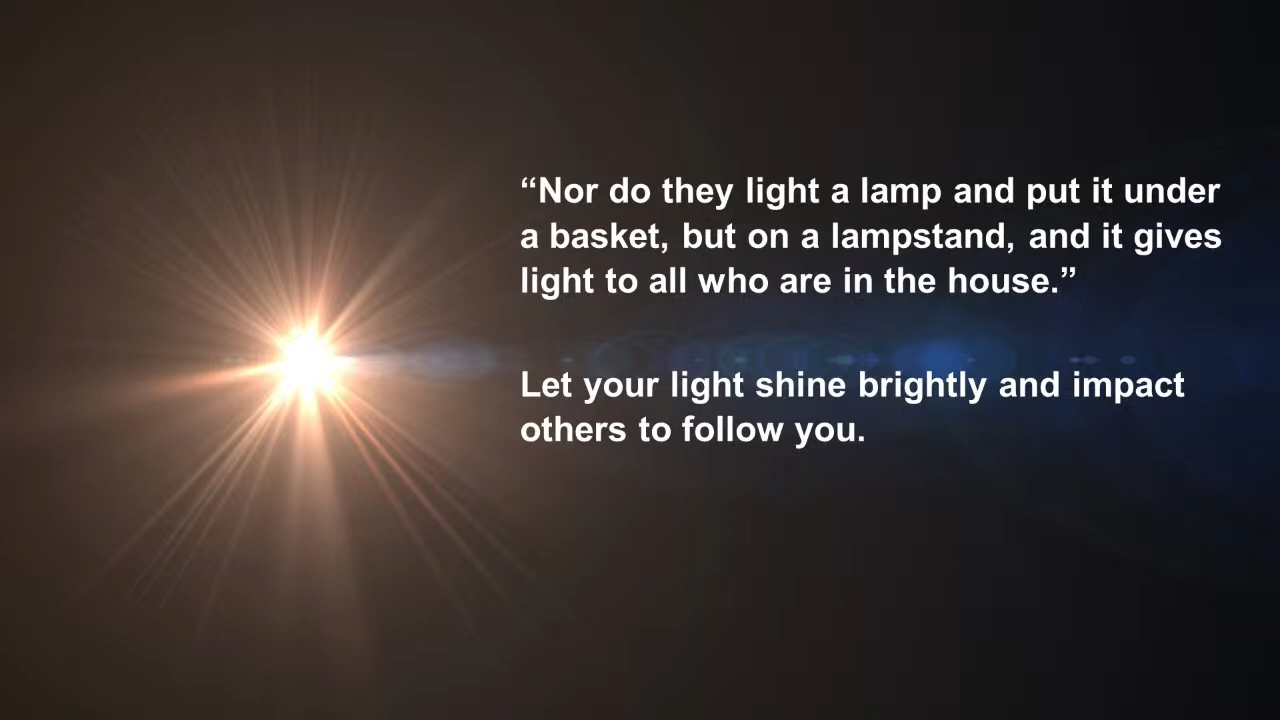 “Nor do they light a lamp and put it under
a basket, but on a lampstand, and it gives
light to all who are in the house.”
Let your light shine brightly and impact
others to follow you.